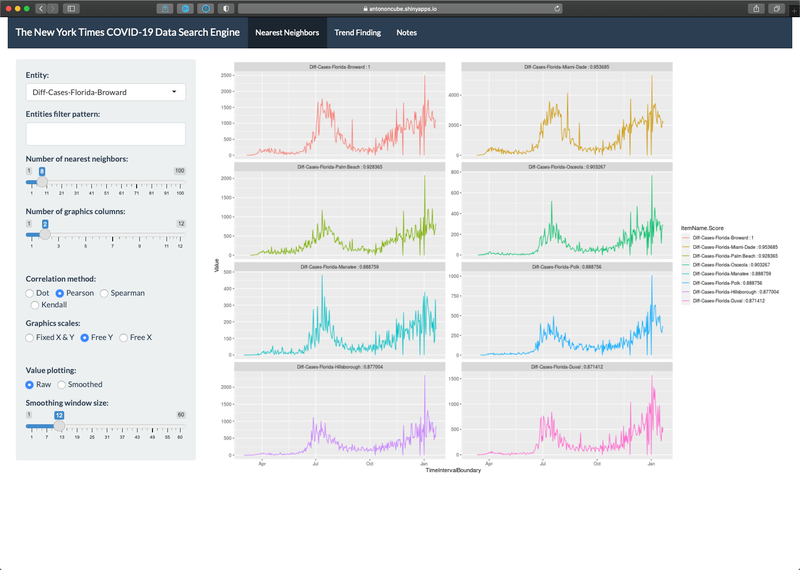 antononcube.shinyapps.io
The New York Times COVID-19 Data Search Engine
Nearest Neighbors
Trend Finding
Notes
Entity:
Diff-Cases-Florida-Broward
Entities filter pattern:
Number of nearest neighbors:
1 8 100
1 11 21 31 41 51 61 71 81 91 100
Number of graphics columns:
1 2 12
1 3 5 7 9 11 12
Correlation method:
Dot Pearson Spearman
Kendall
Graphics scales:
Fixed X & Y Free Y Free X
Value plotting:
Raw Smoothed
Smoothing window size:
1 12 60
1 7 13 19 25 31 37 43 49 55 60
Value
Diff-Cases-Florida-Broward : 1
2500
2000
1500
1000
500
0
Diff-Cases-Florida-Miami-Dade : 0.953685
4000
2000
0
Diff-Cases-Florida-Palm Beach : 0.928365
2000
1500
1000
500
0
Diff-Cases-Florida-Osceola : 0.903267
800
600
400
200
0
Diff-Cases-Florida-Manatee : 0.888759
500
400
300
200
100
0
Diff-Cases-Florida-Polk : 0.888756
1000
750
500
250
0
Diff-Cases-Florida-Hillsborough : 0.877004
2000
1500
1000
500
0
Diff-Cases-Florida-Duval : 0.871412
1500
1000
500
0
Apr Jul Oct Jan
Apr Jul Oct Jan
TimeIntervalBoundary
ItemName.Score
Diff-Cases-Florida-Broward : 1
Diff-Cases-Florida-Miami-Dade : 0.953685
Diff-Cases-Florida-Palm Beach : 0.928365
Diff-Cases-Florida-Osceola : 0.903267
Diff-Cases-Florida-Manatee : 0.888759
Diff-Cases-Florida-Polk : 0.888756
Diff-Cases-Florida-Hillsborough : 0.877004
Diff-Cases-Florida-Duval : 0.871412